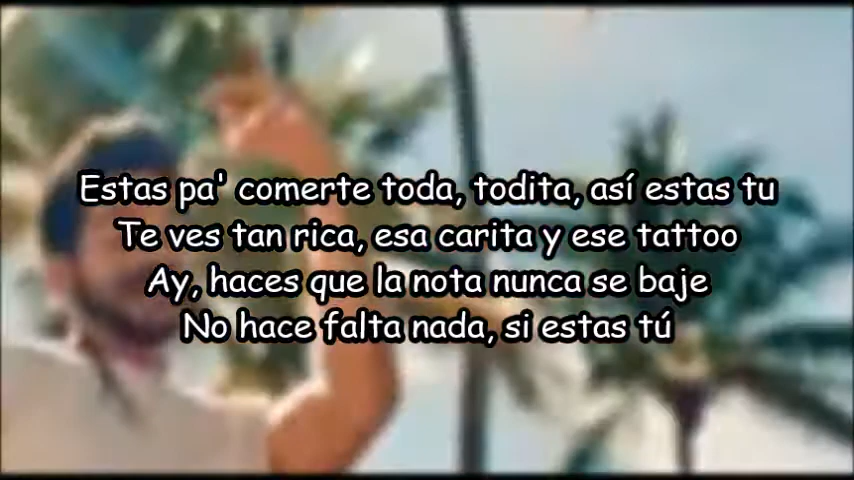 Estas pa' comerte toda, todita, así estas tu
Te ves tan rica, esa carita y ese tattoo
Ay, haces que la nota nunca se baje
No hace falta nada, si estas tú